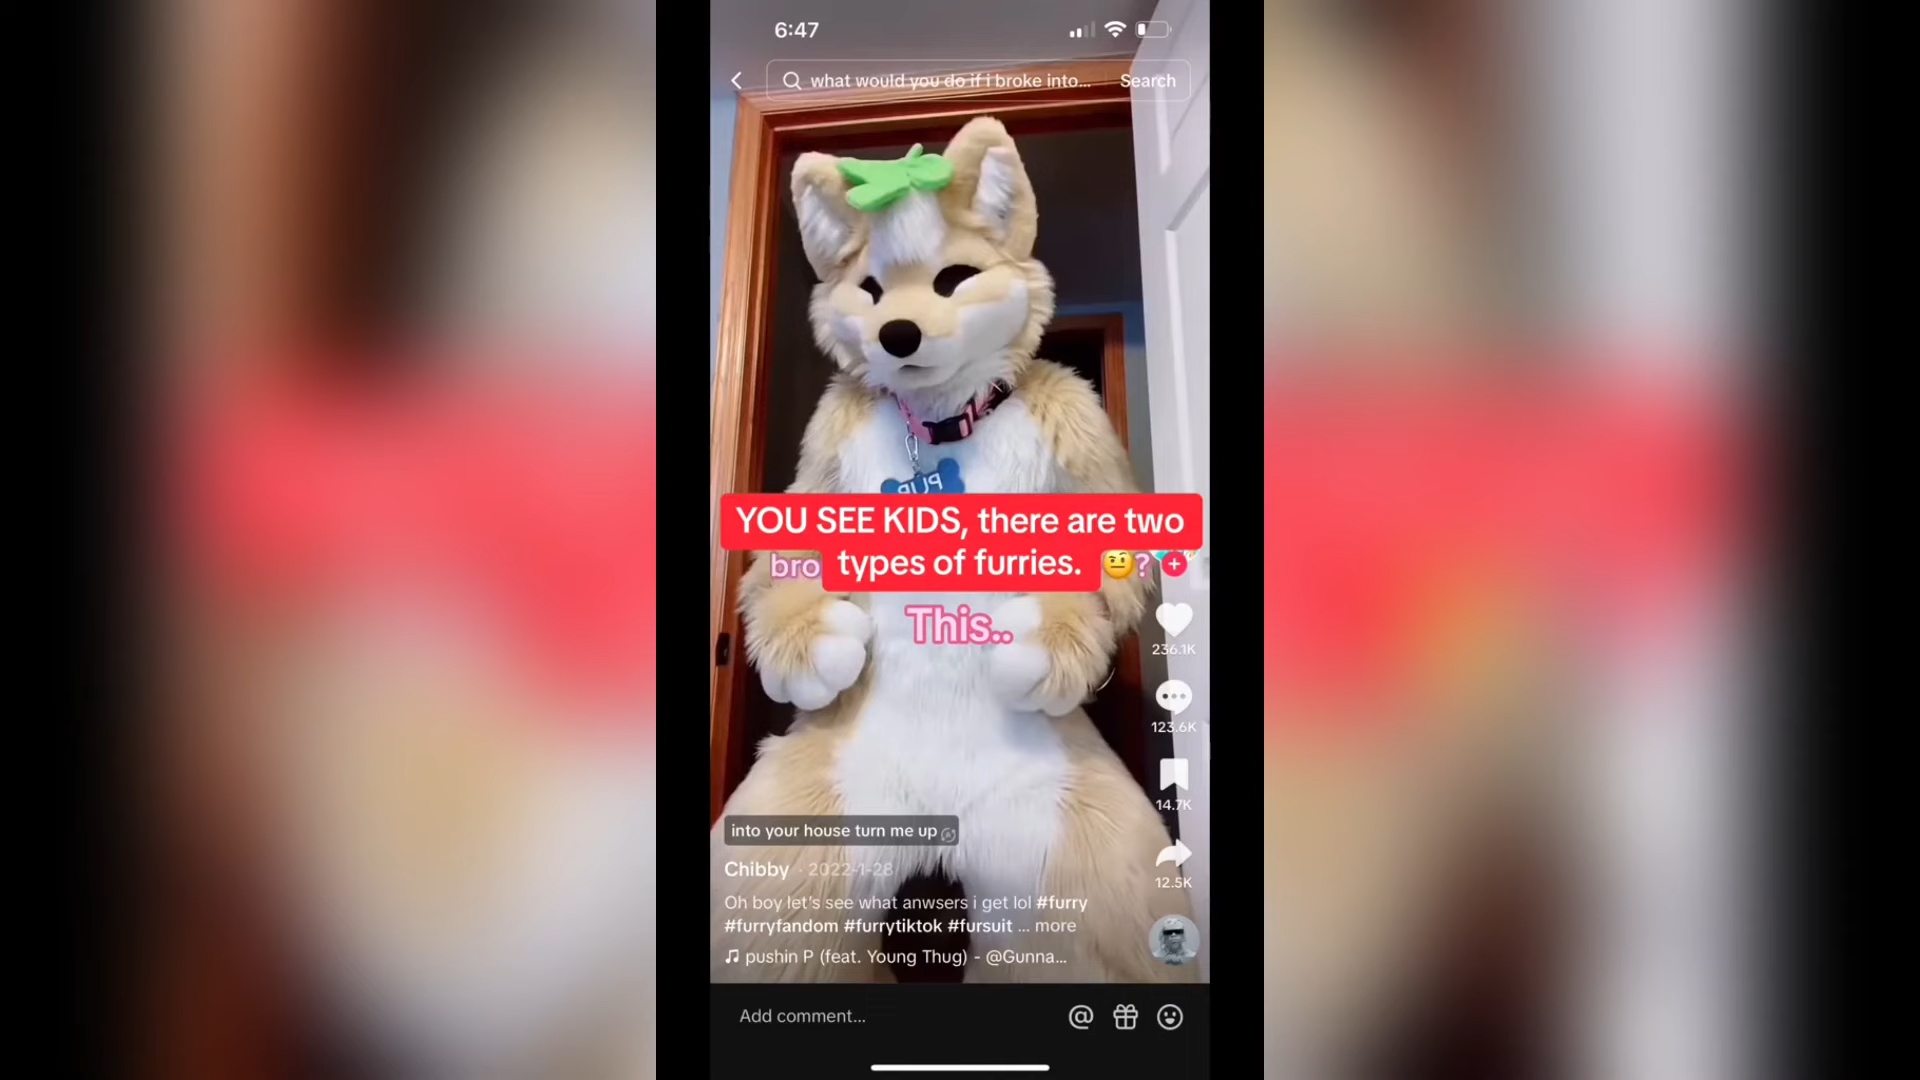 6:47
what would you do if i broke into... Search
PUP
YOU SEE KIDS, there are two
bro types of furries. 🤨?
This..
236.1K
123.6K
14.7K
into your house turn me up
12.5K
Chibby · 2022-1-28
Oh boy let's see what anwsers i get lol #furry
#furryfandom #furrytiktok #fursuit ... more
pushin P (feat. Young Thug) - @Gunna...
Add comment...